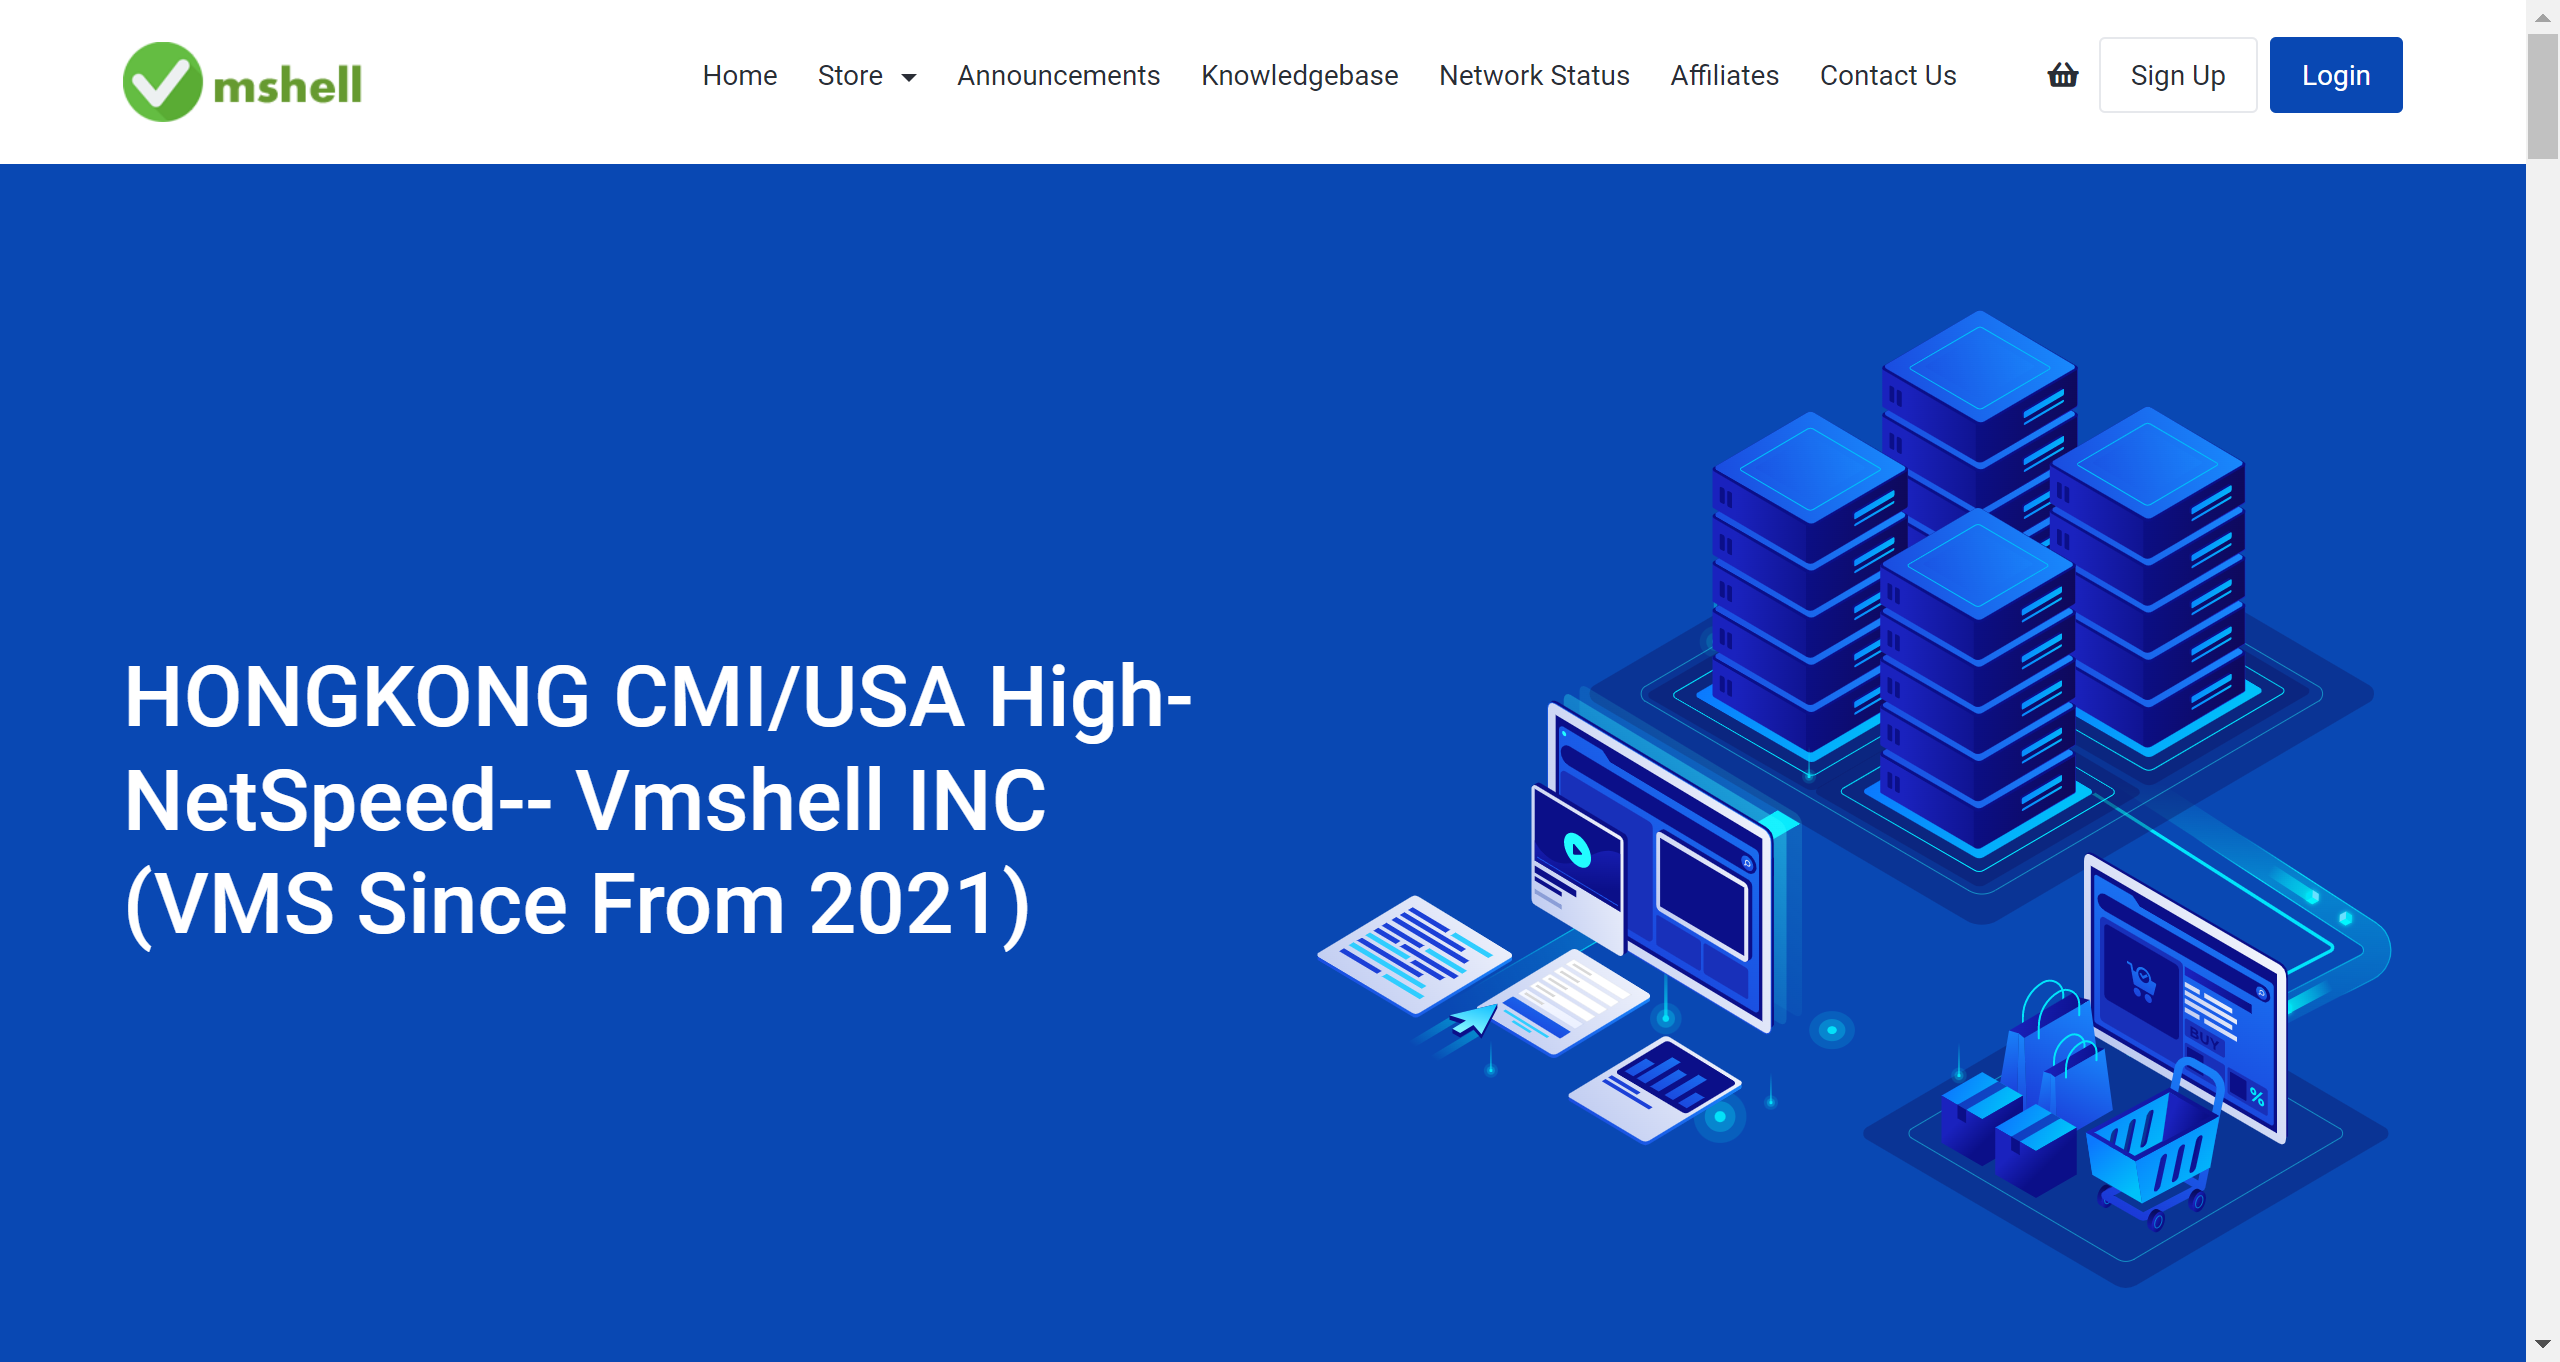 mshell
Home Store Announcements Knowledgebase Network Status Affiliates Contact Us Sign Up Login
HONGKONG CMI/USA High-
NetSpeed-- Vmshell INC
(VMS Since From 2021)
BUY
%